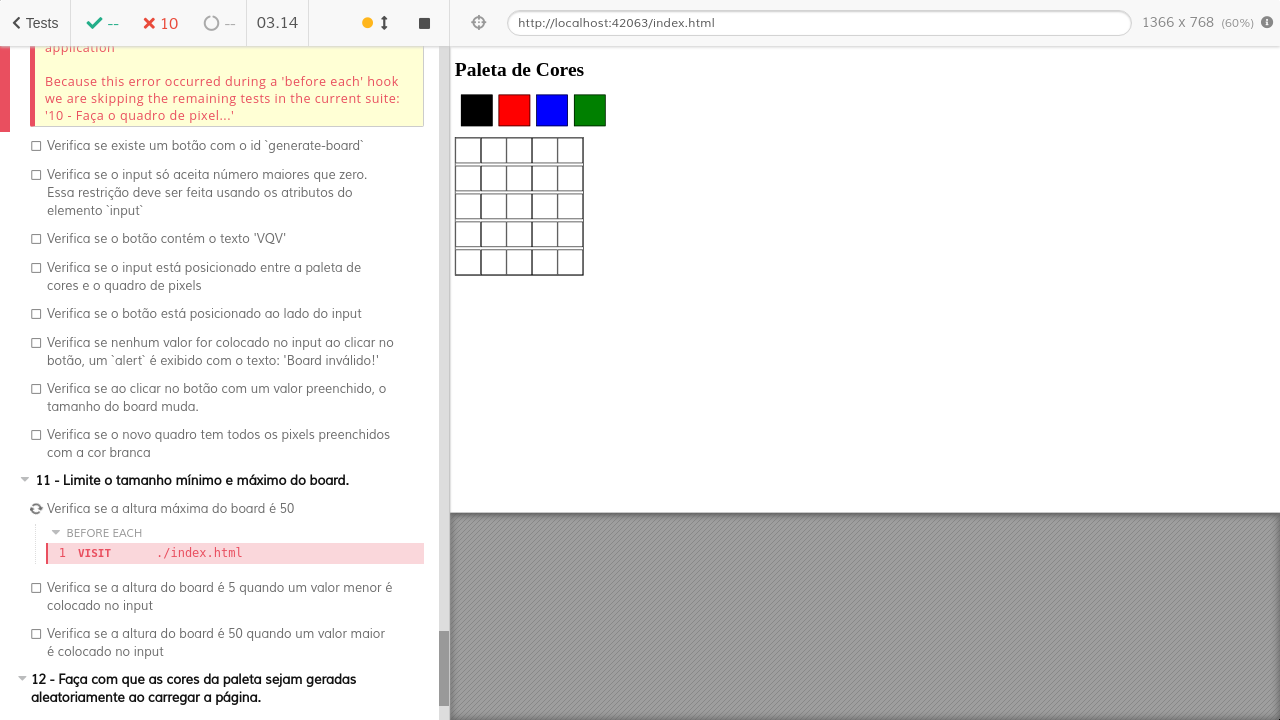 Tests
--
10
--
03.14
http://localhost:42063/index.html
1366 x 768 (60%)
application
Because this error occurred during a 'before each' hook
we are skipping the remaining tests in the current suite:
'10 - Faça o quadro de pixel...'
Verifica se existe um botão com o id `generate-board`
Verifica se o input só aceita número maiores que zero.
Essa restrição deve ser feita usando os atributos do
elemento `input`
Verifica se o botão contém o texto 'VQV'
Verifica se o input está posicionado entre a paleta de
cores e o quadro de pixels
Verifica se o botão está posicionado ao lado do input
Verifica se nenhum valor for colocado no input ao clicar no
botão, um `alert` é exibido com o texto: 'Board inválido!'
Verifica se ao clicar no botão com um valor preenchido, o
tamanho do board muda.
Verifica se o novo quadro tem todos os pixels preenchidos
com a cor branca
11 - Limite o tamanho mínimo e máximo do board.
Verifica se a altura máxima do board é 50
BEFORE EACH
1 VISIT ./index.html
Verifica se a altura do board é 5 quando um valor menor é
colocado no input
Verifica se a altura do board é 50 quando um valor maior
é colocado no input
12 - Faça com que as cores da paleta sejam geradas
aleatoriamente ao carregar a página.
Paleta de Cores